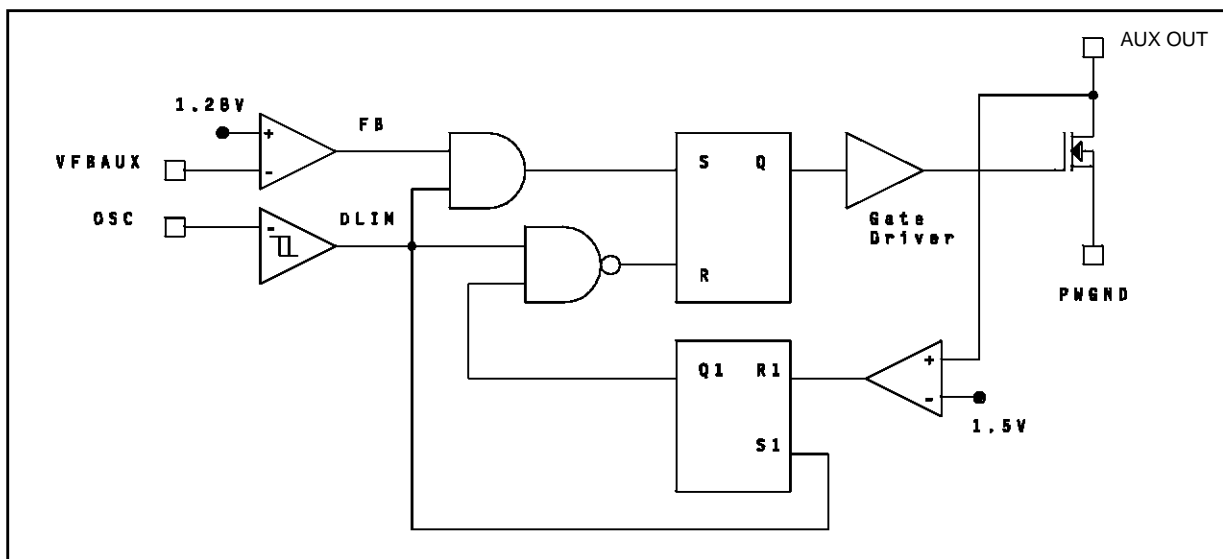 AUX OUT
1.28V
+
FB
VFBAUX
-
S Q
OSC
-
DLIM
Gate
Driver
R
PWGND
Q1 R1
+
-
1.5V
S1